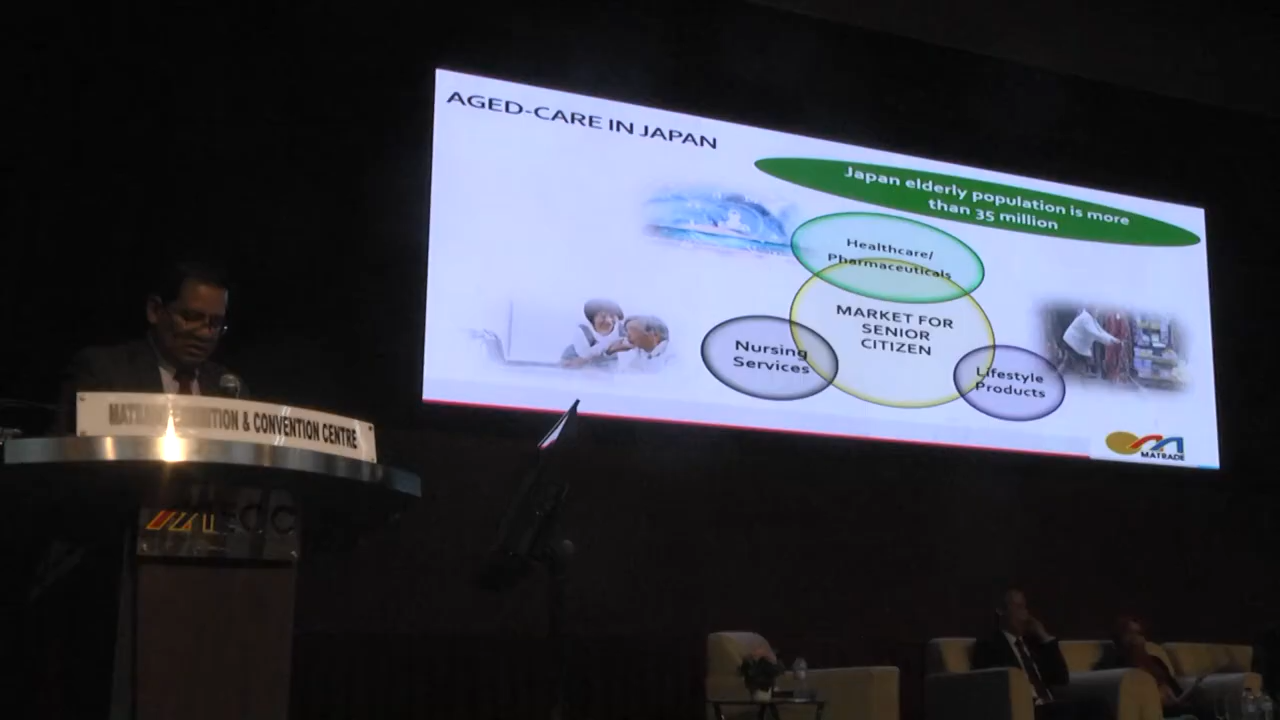 AGED-CARE IN JAPAN
Japan elderly population is more
than 35 million
Healthcare/
Pharmaceuticals
MARKET FOR
SENIOR
CITIZEN
Nursing
Services
Lifestyle
Products
MATRADE
& CONVENTION CENTRE